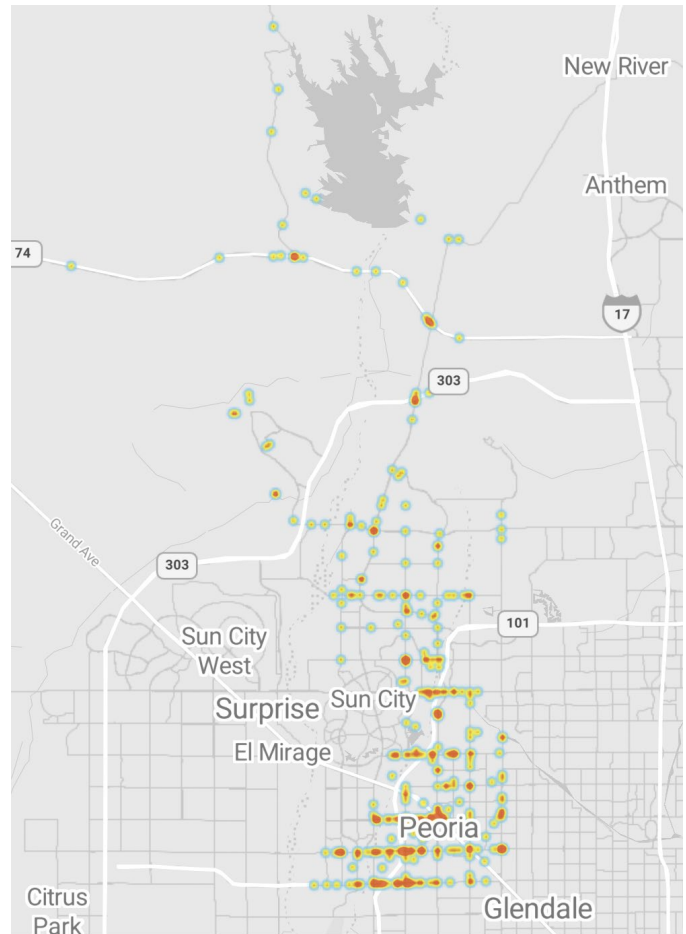 New River
Anthem
74
17
303
Grand Ave
303
101
Sun City
West
Sun City
Surprise
El Mirage
Peoria
Citrus
Park
Glendale